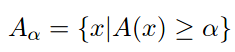 A_α = {x|A(x) ≥ α}